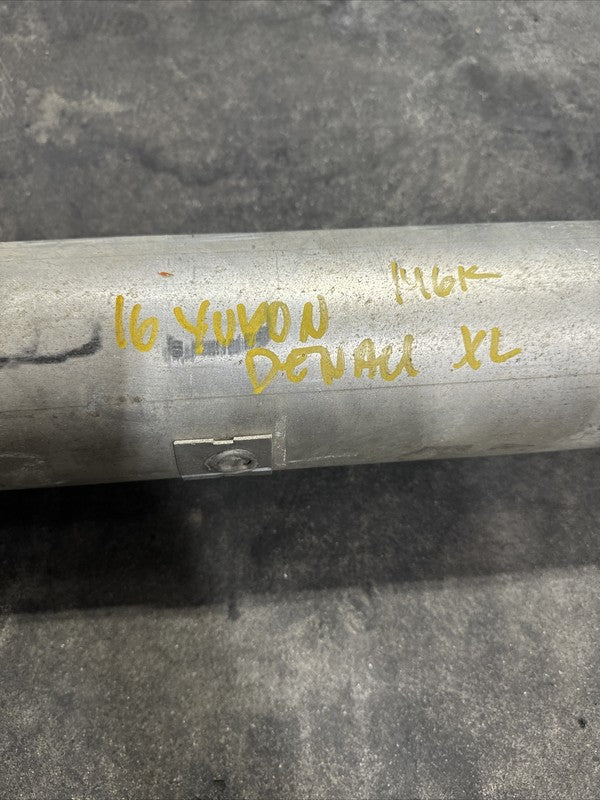 146K
16 YUKON
DENALI XL